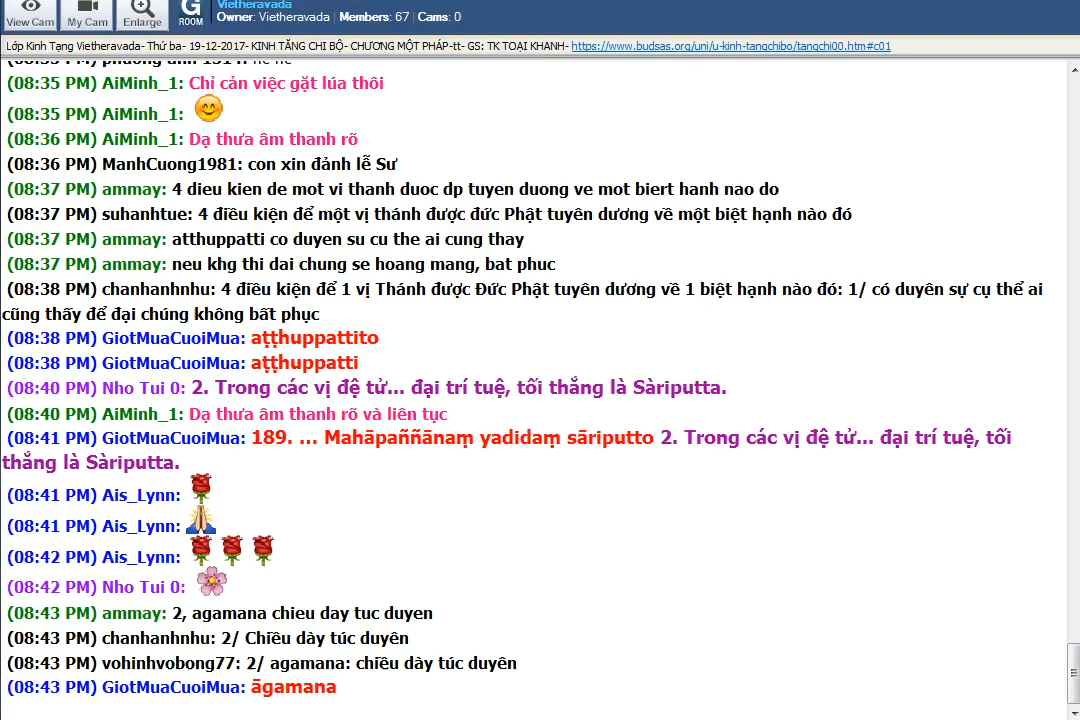 Vietheravada
View Cam My Cam Enlarge G ROOM Owner: Vietheravada | Members: 67 | Cams: 0
Lớp Kinh Tạng Vietheravada- Thứ ba- 19-12-2017- KINH TĂNG CHI BỘ- CHƯƠNG MỘT PHÁP-tt- GS: TK TOẠI KHANH- https://www.budsas.org/uni/u-kinh-tangchibo/tangchi00.htm#c01
(08:35 PM) AiMinh_1: Chỉ cản việc gặt lúa thôi
(08:35 PM) AiMinh_1:
(08:36 PM) AiMinh_1: Dạ thưa âm thanh rõ
(08:36 PM) ManhCuong1981: con xin đảnh lễ Sư
(08:37 PM) ammay: 4 dieu kien de mot vi thanh duoc dp tuyen duong ve mot biert hanh nao do
(08:37 PM) suhanhtue: 4 điều kiện để một vị thánh được đức Phật tuyên dương về một biệt hạnh nào đó
(08:37 PM) ammay: atthuppatti co duyen su cu the ai cung thay
(08:37 PM) ammay: neu khg thi dai chung se hoang mang, bat phuc
(08:38 PM) chanhanhnhu: 4 điều kiện để 1 vị Thánh được Đức Phật tuyên dương về 1 biệt hạnh nào đó: 1/ có duyên sự cụ thể ai
cũng thấy để đại chúng không bất phục
(08:38 PM) GiotMuaCuoiMua: aṭṭhuppattito
(08:38 PM) GiotMuaCuoiMua: aṭṭhuppatti
(08:40 PM) Nho Tui 0: 2. Trong các vị đệ tử... đại trí tuệ, tối thắng là Sàriputta.
(08:40 PM) AiMinh_1: Dạ thưa âm thanh rõ và liên tục
(08:41 PM) GiotMuaCuoiMua: 189. ... Mahāpaññānaṃ yadidaṃ sāriputto 2. Trong các vị đệ tử... đại trí tuệ, tối
thắng là Sàriputta.
(08:41 PM) Ais_Lynn:
(08:41 PM) Ais_Lynn:
(08:42 PM) Ais_Lynn:
(08:42 PM) Nho Tui 0:
(08:43 PM) ammay: 2, agamana chieu day tuc duyen
(08:43 PM) chanhanhnhu: 2/ Chiều dày túc duyên
(08:43 PM) vohinhvobong77: 2/ agamana: chiều dày túc duyên
(08:43 PM) GiotMuaCuoiMua: āgamana